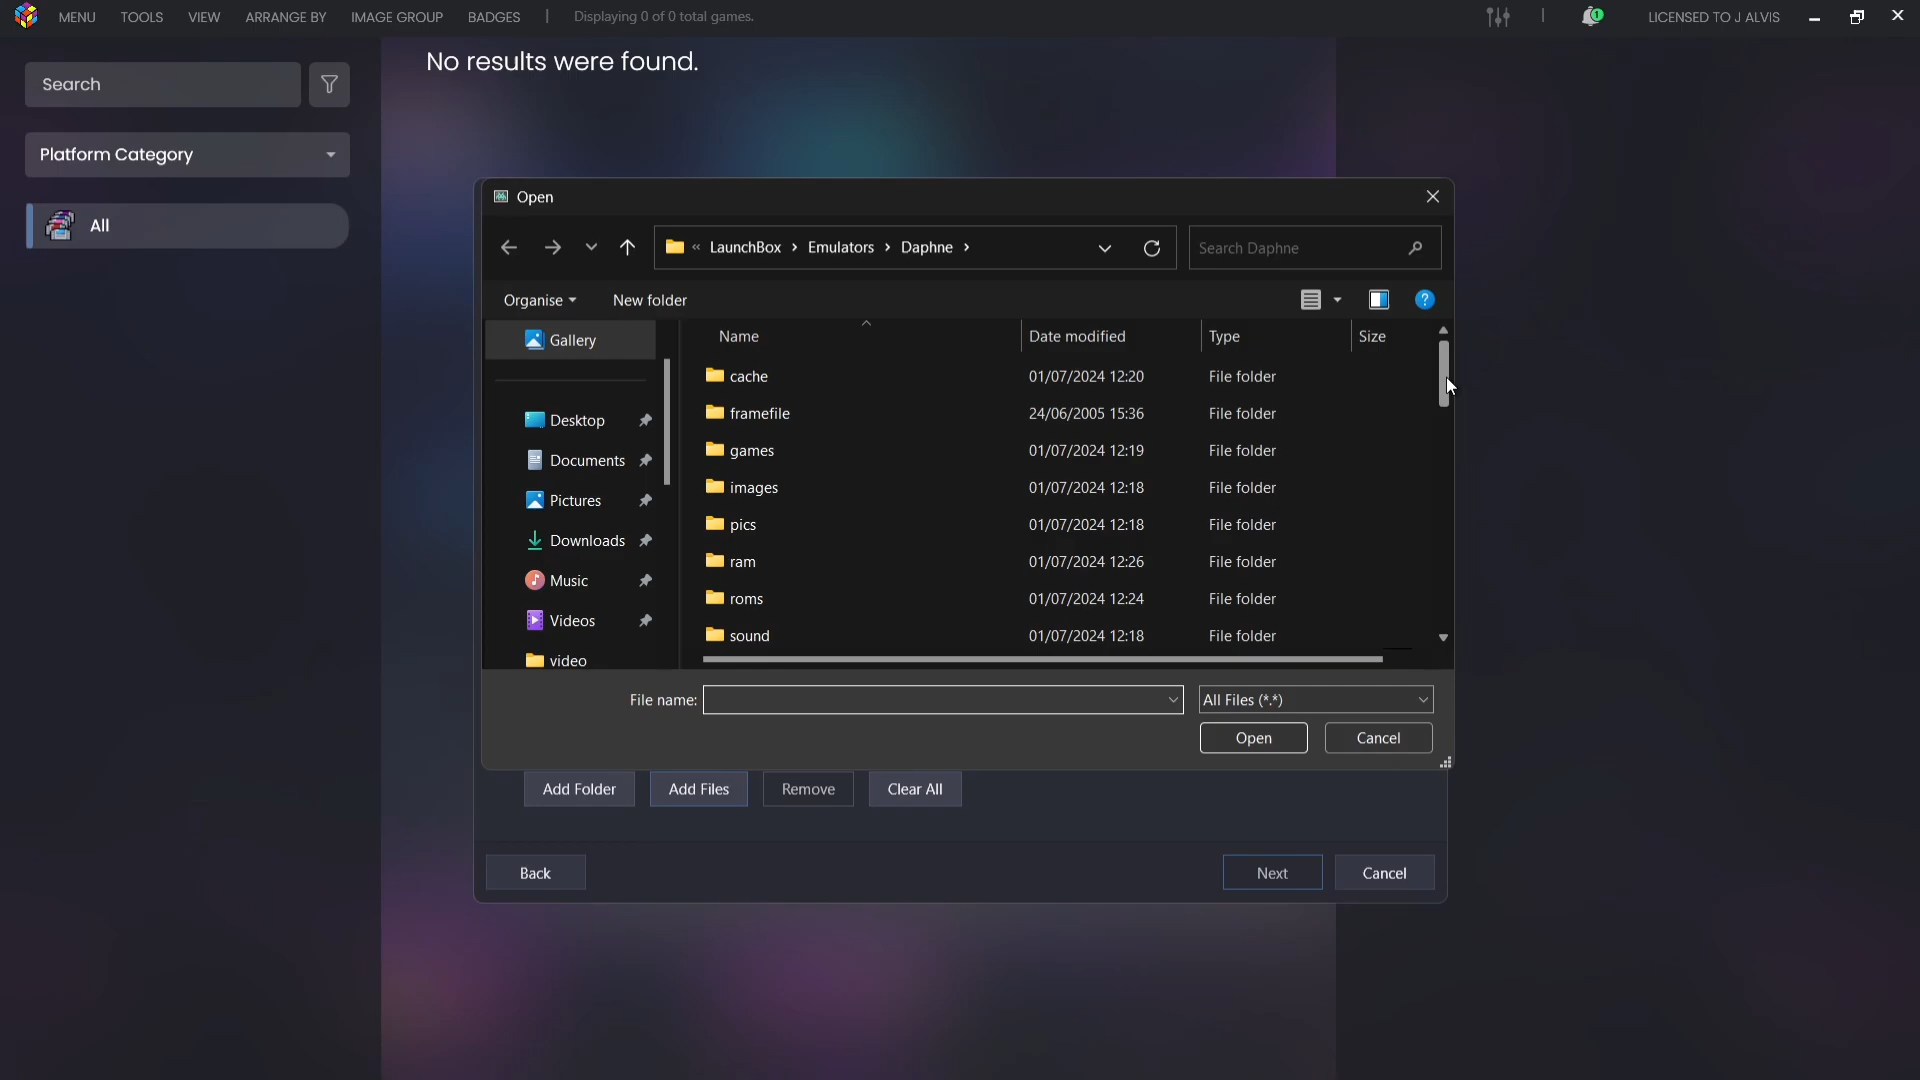 MENU TOOLS VIEW ARRANGE BY IMAGE GROUP BADGES | Displaying 0 of 0 total games. | 1 LICENSED TO J ALVIS
No results were found.
Search
Platform Category
All
Open
« LaunchBox > Emulators > Daphne >
Search Daphne
Organise New folder ?
Gallery
Desktop
Documents
Pictures
Downloads
Music
Videos
video
Name Date modified Type Size
cache 01/07/2024 12:20 File folder
framefile 24/06/2005 15:36 File folder
games 01/07/2024 12:19 File folder
images 01/07/2024 12:18 File folder
pics 01/07/2024 12:18 File folder
ram 01/07/2024 12:26 File folder
roms 01/07/2024 12:24 File folder
sound 01/07/2024 12:18 File folder
File name: All Files (*.*)
Open Cancel
Add Folder Add Files Remove Clear All
Back Next Cancel